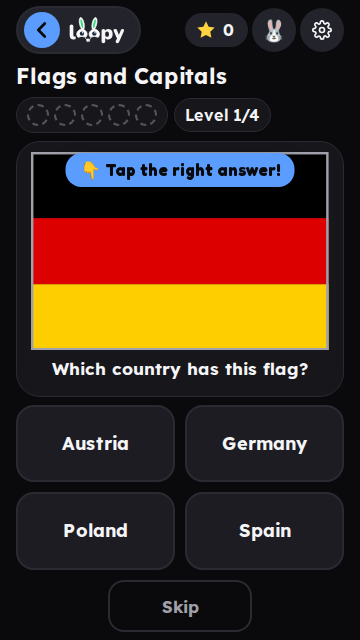 loopy
0
Flags and Capitals
Level 1/4
👇 Tap the right answer!
Which country has this flag?
Austria
Germany
Poland
Spain
Skip